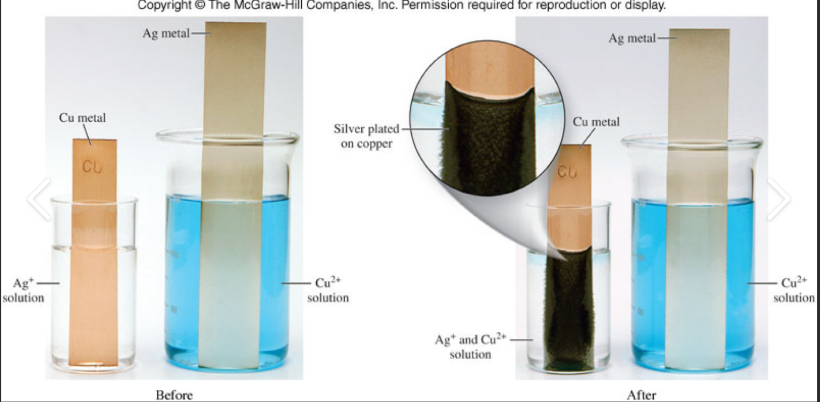 Copyright © The McGraw-Hill Companies, Inc. Permission required for reproduction or display.
Ag metal
Cu metal
Cu
Ag⁺
solution
Cu²⁺
solution
Before
Silver plated
on copper
Ag metal
Cu metal
Cu
Ag⁺ and Cu²⁺
solution
Cu²⁺
solution
After